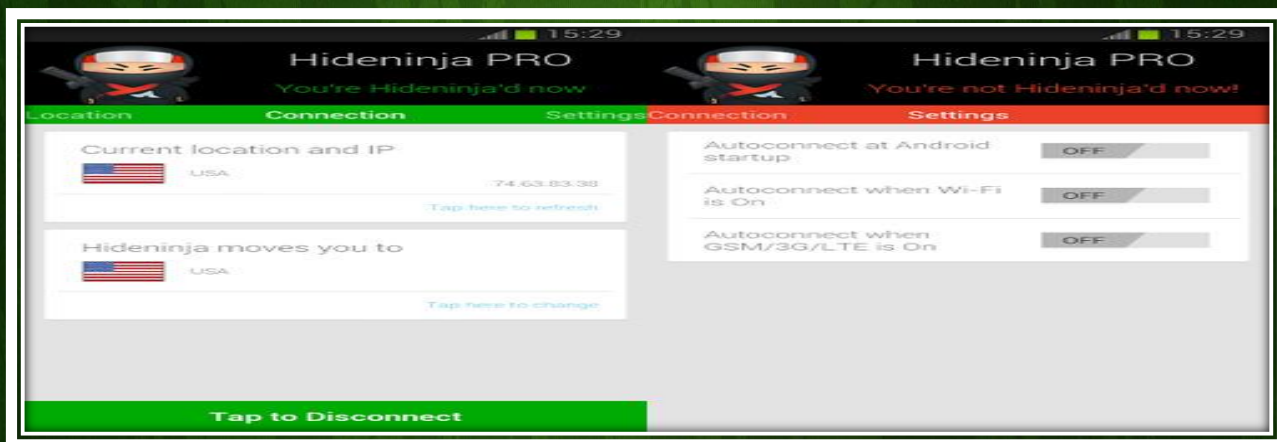 15:29
Hideninja PRO
You're Hideninja'd now
Location Connection Settings
Current location and IP
USA
74.63.83.38
Tap here to refresh
Hideninja moves you to
USA
Tap here to change
Tap to Disconnect
15:29
Hideninja PRO
You're not Hideninja'd now!
Connection Settings
Autoconnect at Android
startup
OFF
Autoconnect when Wi-Fi
is On
OFF
Autoconnect when
GSM/3G/LTE is On
OFF